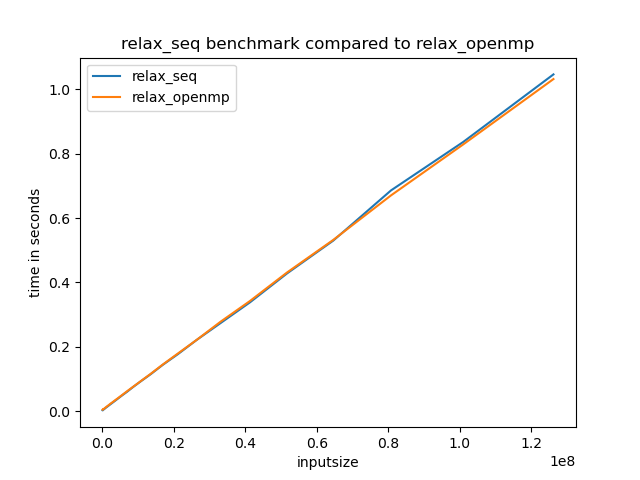 relax_seq benchmark compared to relax_openmp
relax_seq
relax_openmp
1.0
0.8
0.6
0.4
0.2
0.0
time in seconds
0.0 0.2 0.4 0.6 0.8 1.0 1.2
1e8
inputsize